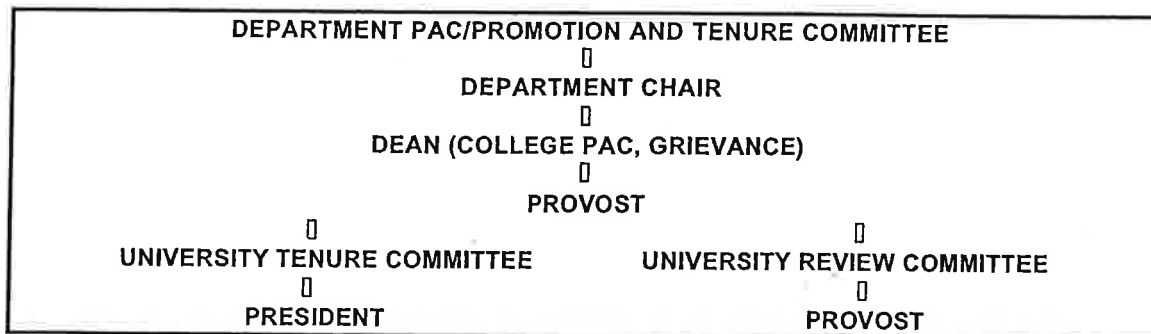 DEPARTMENT PAC/PROMOTION AND TENURE COMMITTEE
▯
DEPARTMENT CHAIR
▯
DEAN (COLLEGE PAC, GRIEVANCE)
▯
PROVOST
▯ ▯
UNIVERSITY TENURE COMMITTEE UNIVERSITY REVIEW COMMITTEE
▯ ▯
PRESIDENT PROVOST